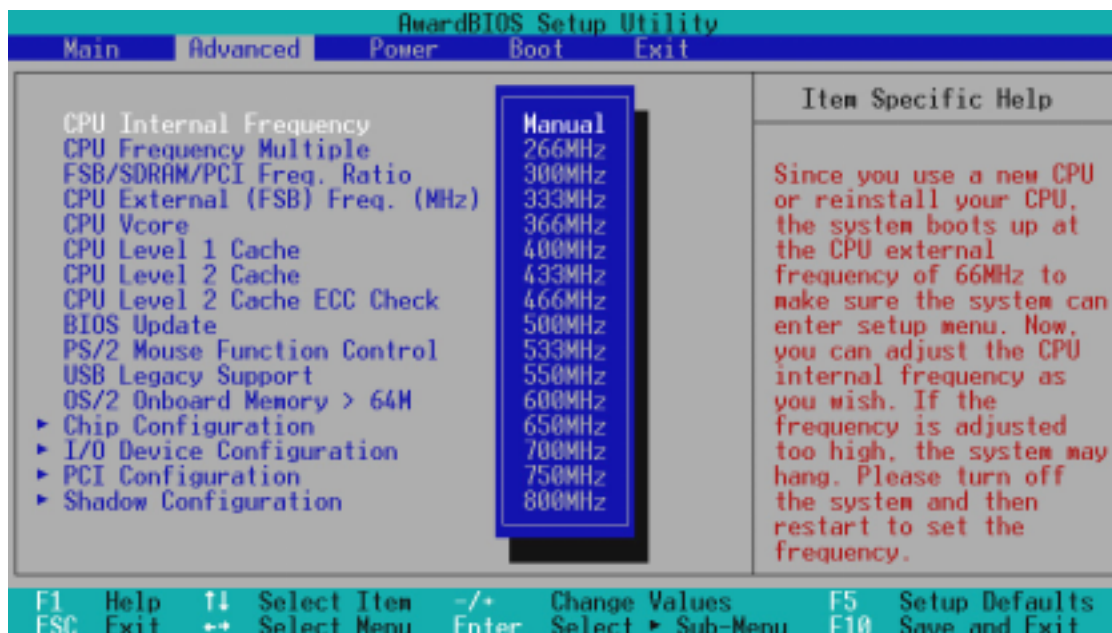 AwardBIOS Setup Utility
Main Advanced Power Boot Exit
CPU Internal Frequency
CPU Frequency Multiple
FSB/SDRAM/PCI Freq. Ratio
CPU External (FSB) Freq. (MHz)
CPU Vcore
CPU Level 1 Cache
CPU Level 2 Cache
CPU Level 2 Cache ECC Check
BIOS Update
PS/2 Mouse Function Control
USB Legacy Support
OS/2 Onboard Memory > 64M
► Chip Configuration
► I/O Device Configuration
► PCI Configuration
► Shadow Configuration
Manual
266MHz
300MHz
333MHz
366MHz
400MHz
433MHz
466MHz
500MHz
533MHz
550MHz
600MHz
650MHz
700MHz
750MHz
800MHz
Item Specific Help
Since you use a new CPU
or reinstall your CPU,
the system boots up at
the CPU external
frequency of 66MHz to
make sure the system can
enter setup menu. Now,
you can adjust the CPU
internal frequency as
you wish. If the
frequency is adjusted
too high, the system may
hang. Please turn off
the system and then
restart to set the
frequency.
F1 Help ↑↓ Select Item -/+ Change Values F5 Setup Defaults
ESC Exit ←→ Select Menu Enter Select ► Sub-Menu F10 Save and Exit